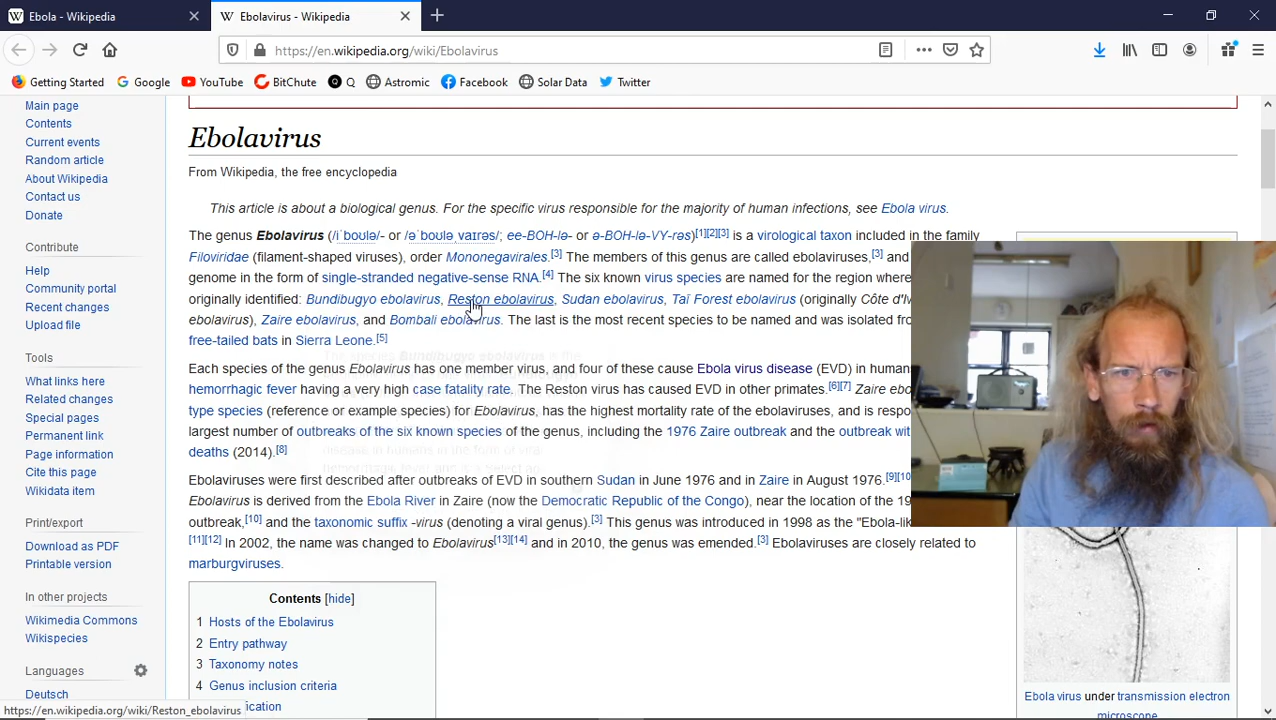 Ebola - Wikipedia
Ebolavirus - Wikipedia
https://en.wikipedia.org/wiki/Ebolavirus
Getting Started Google YouTube BitChute Q Astromic Facebook Solar Data Twitter
Main page
Contents
Current events
Random article
About Wikipedia
Contact us
Donate
Contribute
Help
Community portal
Recent changes
Upload file
Tools
What links here
Related changes
Special pages
Permanent link
Page information
Cite this page
Wikidata item
Print/export
Download as PDF
Printable version
In other projects
Wikimedia Commons
Wikispecies
Languages
Deutsch
https://en.wikipedia.org/wiki/Reston_ebolavirus
Ebolavirus
From Wikipedia, the free encyclopedia
This article is about a biological genus. For the specific virus responsible for the majority of human infections, see Ebola virus.
The genus Ebolavirus (/iˈboʊlə/- or /əˈboʊləˌvaɪrəs/; ee-BOH-lə- or ə-BOH-lə-VY-rəs)[1][2][3] is a virological taxon included in the family
Filoviridae (filament-shaped viruses), order Mononegavirales.[3] The members of this genus are called ebolaviruses,[3] and
genome in the form of single-stranded negative-sense RNA.[4] The six known virus species are named for the region where
originally identified: Bundibugyo ebolavirus, Reston ebolavirus, Sudan ebolavirus, Taï Forest ebolavirus (originally Côte d'Iv
ebolavirus), Zaire ebolavirus, and Bombali ebolavirus. The last is the most recent species to be named and was isolated fro
free-tailed bats in Sierra Leone.[5]
Each species of the genus Ebolavirus has one member virus, and four of these cause Ebola virus disease (EVD) in human
hemorrhagic fever having a very high case fatality rate. The Reston virus has caused EVD in other primates.[6][7] Zaire ebo
type species (reference or example species) for Ebolavirus, has the highest mortality rate of the ebolaviruses, and is respo
largest number of outbreaks of the six known species of the genus, including the 1976 Zaire outbreak and the outbreak wit
deaths (2014).[8]
Ebolaviruses were first described after outbreaks of EVD in southern Sudan in June 1976 and in Zaire in August 1976.[9][10
Ebolavirus is derived from the Ebola River in Zaire (now the Democratic Republic of the Congo), near the location of the 19
outbreak,[10] and the taxonomic suffix -virus (denoting a viral genus).[3] This genus was introduced in 1998 as the "Ebola-lik
[11][12] In 2002, the name was changed to Ebolavirus[13][14] and in 2010, the genus was emended.[3] Ebolaviruses are closely related to
marburgviruses.
Contents [hide]
1 Hosts of the Ebolavirus
2 Entry pathway
3 Taxonomy notes
4 Genus inclusion criteria
Ebola virus under transmission electron
microscope